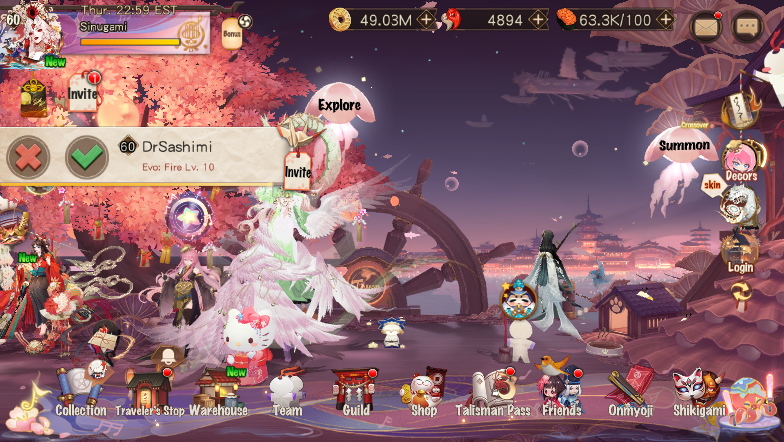 60
Thur. 22:59 EST
Sinugami
New
Bonus
49.03M
4894
63.3K/100
Invite
1
Explore
Crossover
Summon
60 DrSashimi
Evo: Fire Lv. 10
Invite
Decors
skin
Login
New
New
Collection
Traveler's Stop
Warehouse
Team
Guild
Shop
Talisman Pass
Friends
Onmyoji
Shikigami